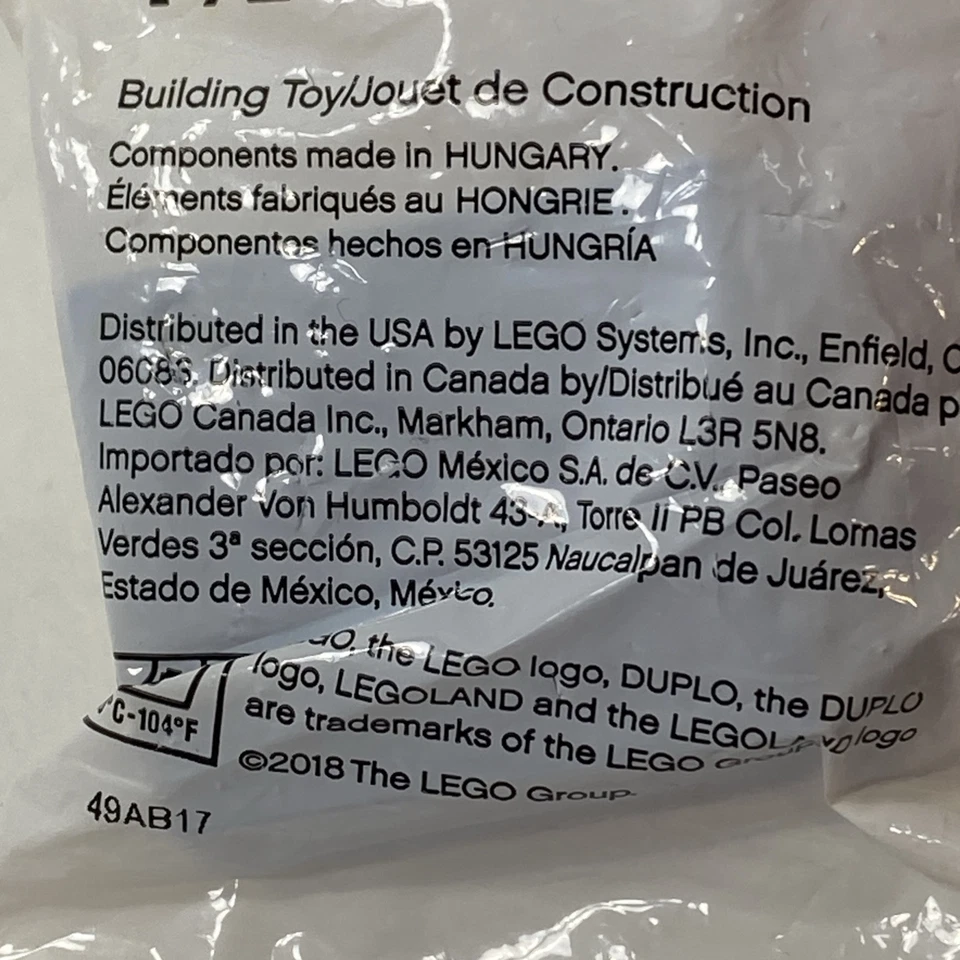 Building Toy/Jouet de Construction
Components made in HUNGARY.
Éléments fabriqués au HONGRIE.
Componentes hechos en HUNGRÍA
Distributed in the USA by LEGO Systems, Inc., Enfield,
Distributed in Canada by/Distribué au Canada
LEGO Canada Inc., Markham, Ontario L3R 5N8.
Importado por: LEGO México S.A. de C.V., Paseo
Alexander Von Humboldt 43-A, Torre II PB Col. Lomas
Verdes 3ª sección, C.P. 53125 Naucalpan de Juárez,
Estado de México, México.
the LEGO logo, DUPLO, the DUPLO
logo, LEGOLAND and the LEGOLAND logo
are trademarks of the LEGO Group.
©2018 The LEGO Group.
°C-104°F
49AB17